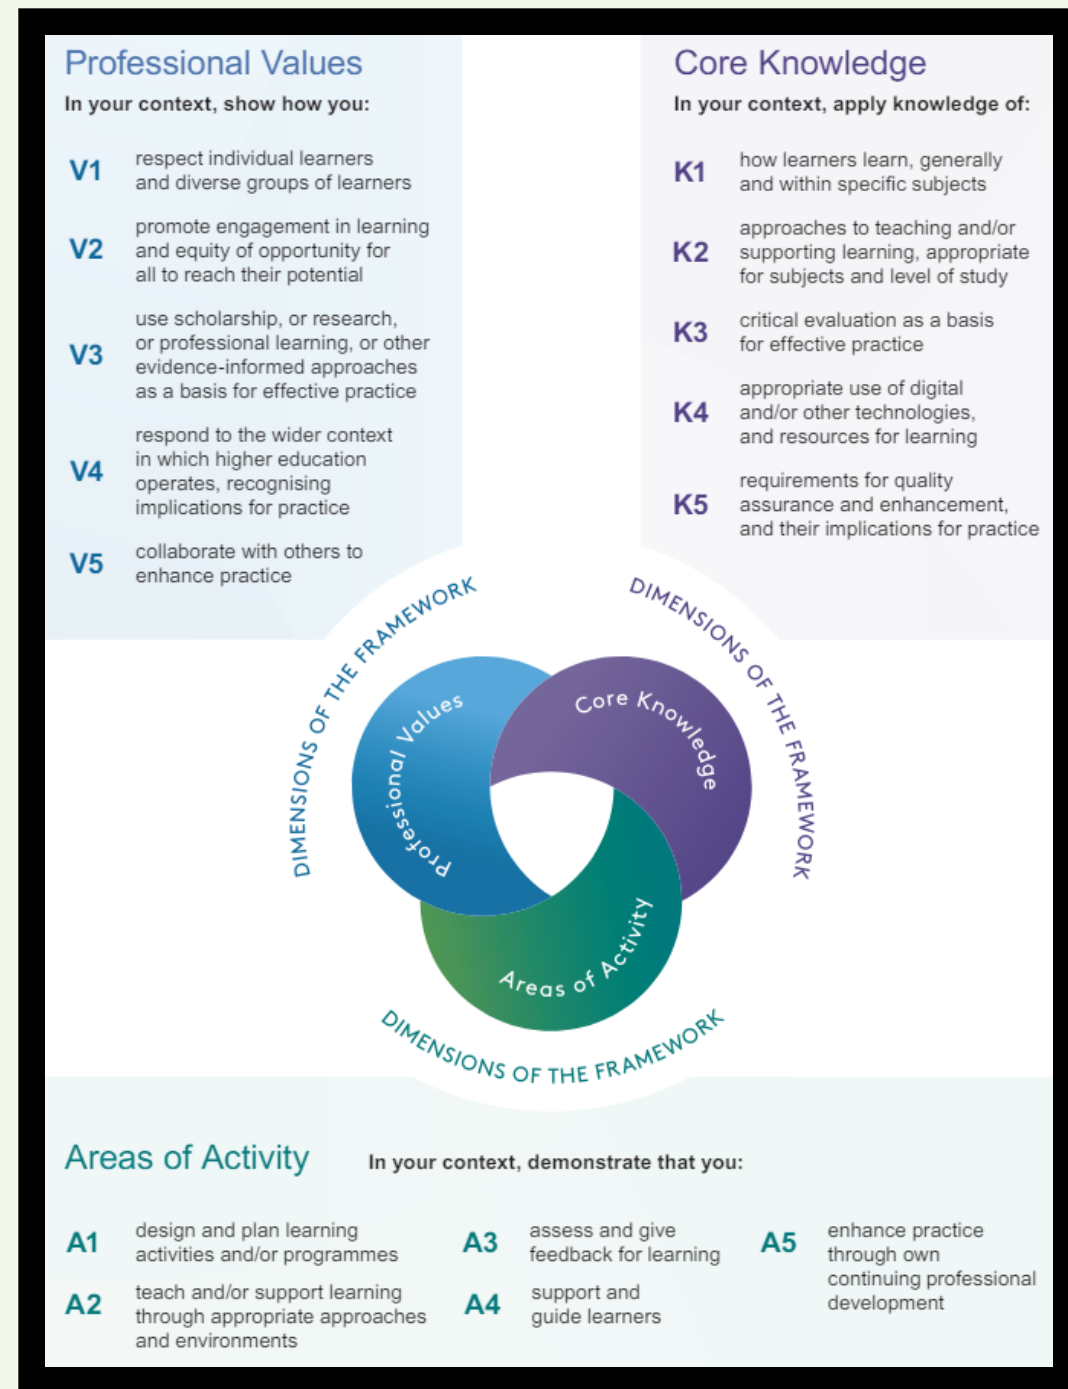 Professional Values
In your context, show how you:
V1
respect individual learners
and diverse groups of learners
V2
promote engagement in learning
and equity of opportunity for
all to reach their potential
V3
use scholarship, or research,
or professional learning, or other
evidence-informed approaches
as a basis for effective practice
V4
respond to the wider context
in which higher education
operates, recognising
implications for practice
V5
collaborate with others to
enhance practice
Core Knowledge
In your context, apply knowledge of:
K1
how learners learn, generally
and within specific subjects
K2
approaches to teaching and/or
supporting learning, appropriate
for subjects and level of study
K3
critical evaluation as a basis
for effective practice
K4
appropriate use of digital
and/or other technologies,
and resources for learning
K5
requirements for quality
assurance and enhancement,
and their implications for practice
DIMENSIONS OF THE FRAMEWORK
DIMENSIONS OF THE FRAMEWORK
Professional Values
Core Knowledge
Areas of Activity
DIMENSIONS OF THE FRAMEWORK
Areas of Activity
In your context, demonstrate that you:
A1
design and plan learning
activities and/or programmes
A2
teach and/or support learning
through appropriate approaches
and environments
A3
assess and give
feedback for learning
A4
support and
guide learners
A5
enhance practice
through own
continuing professional
development